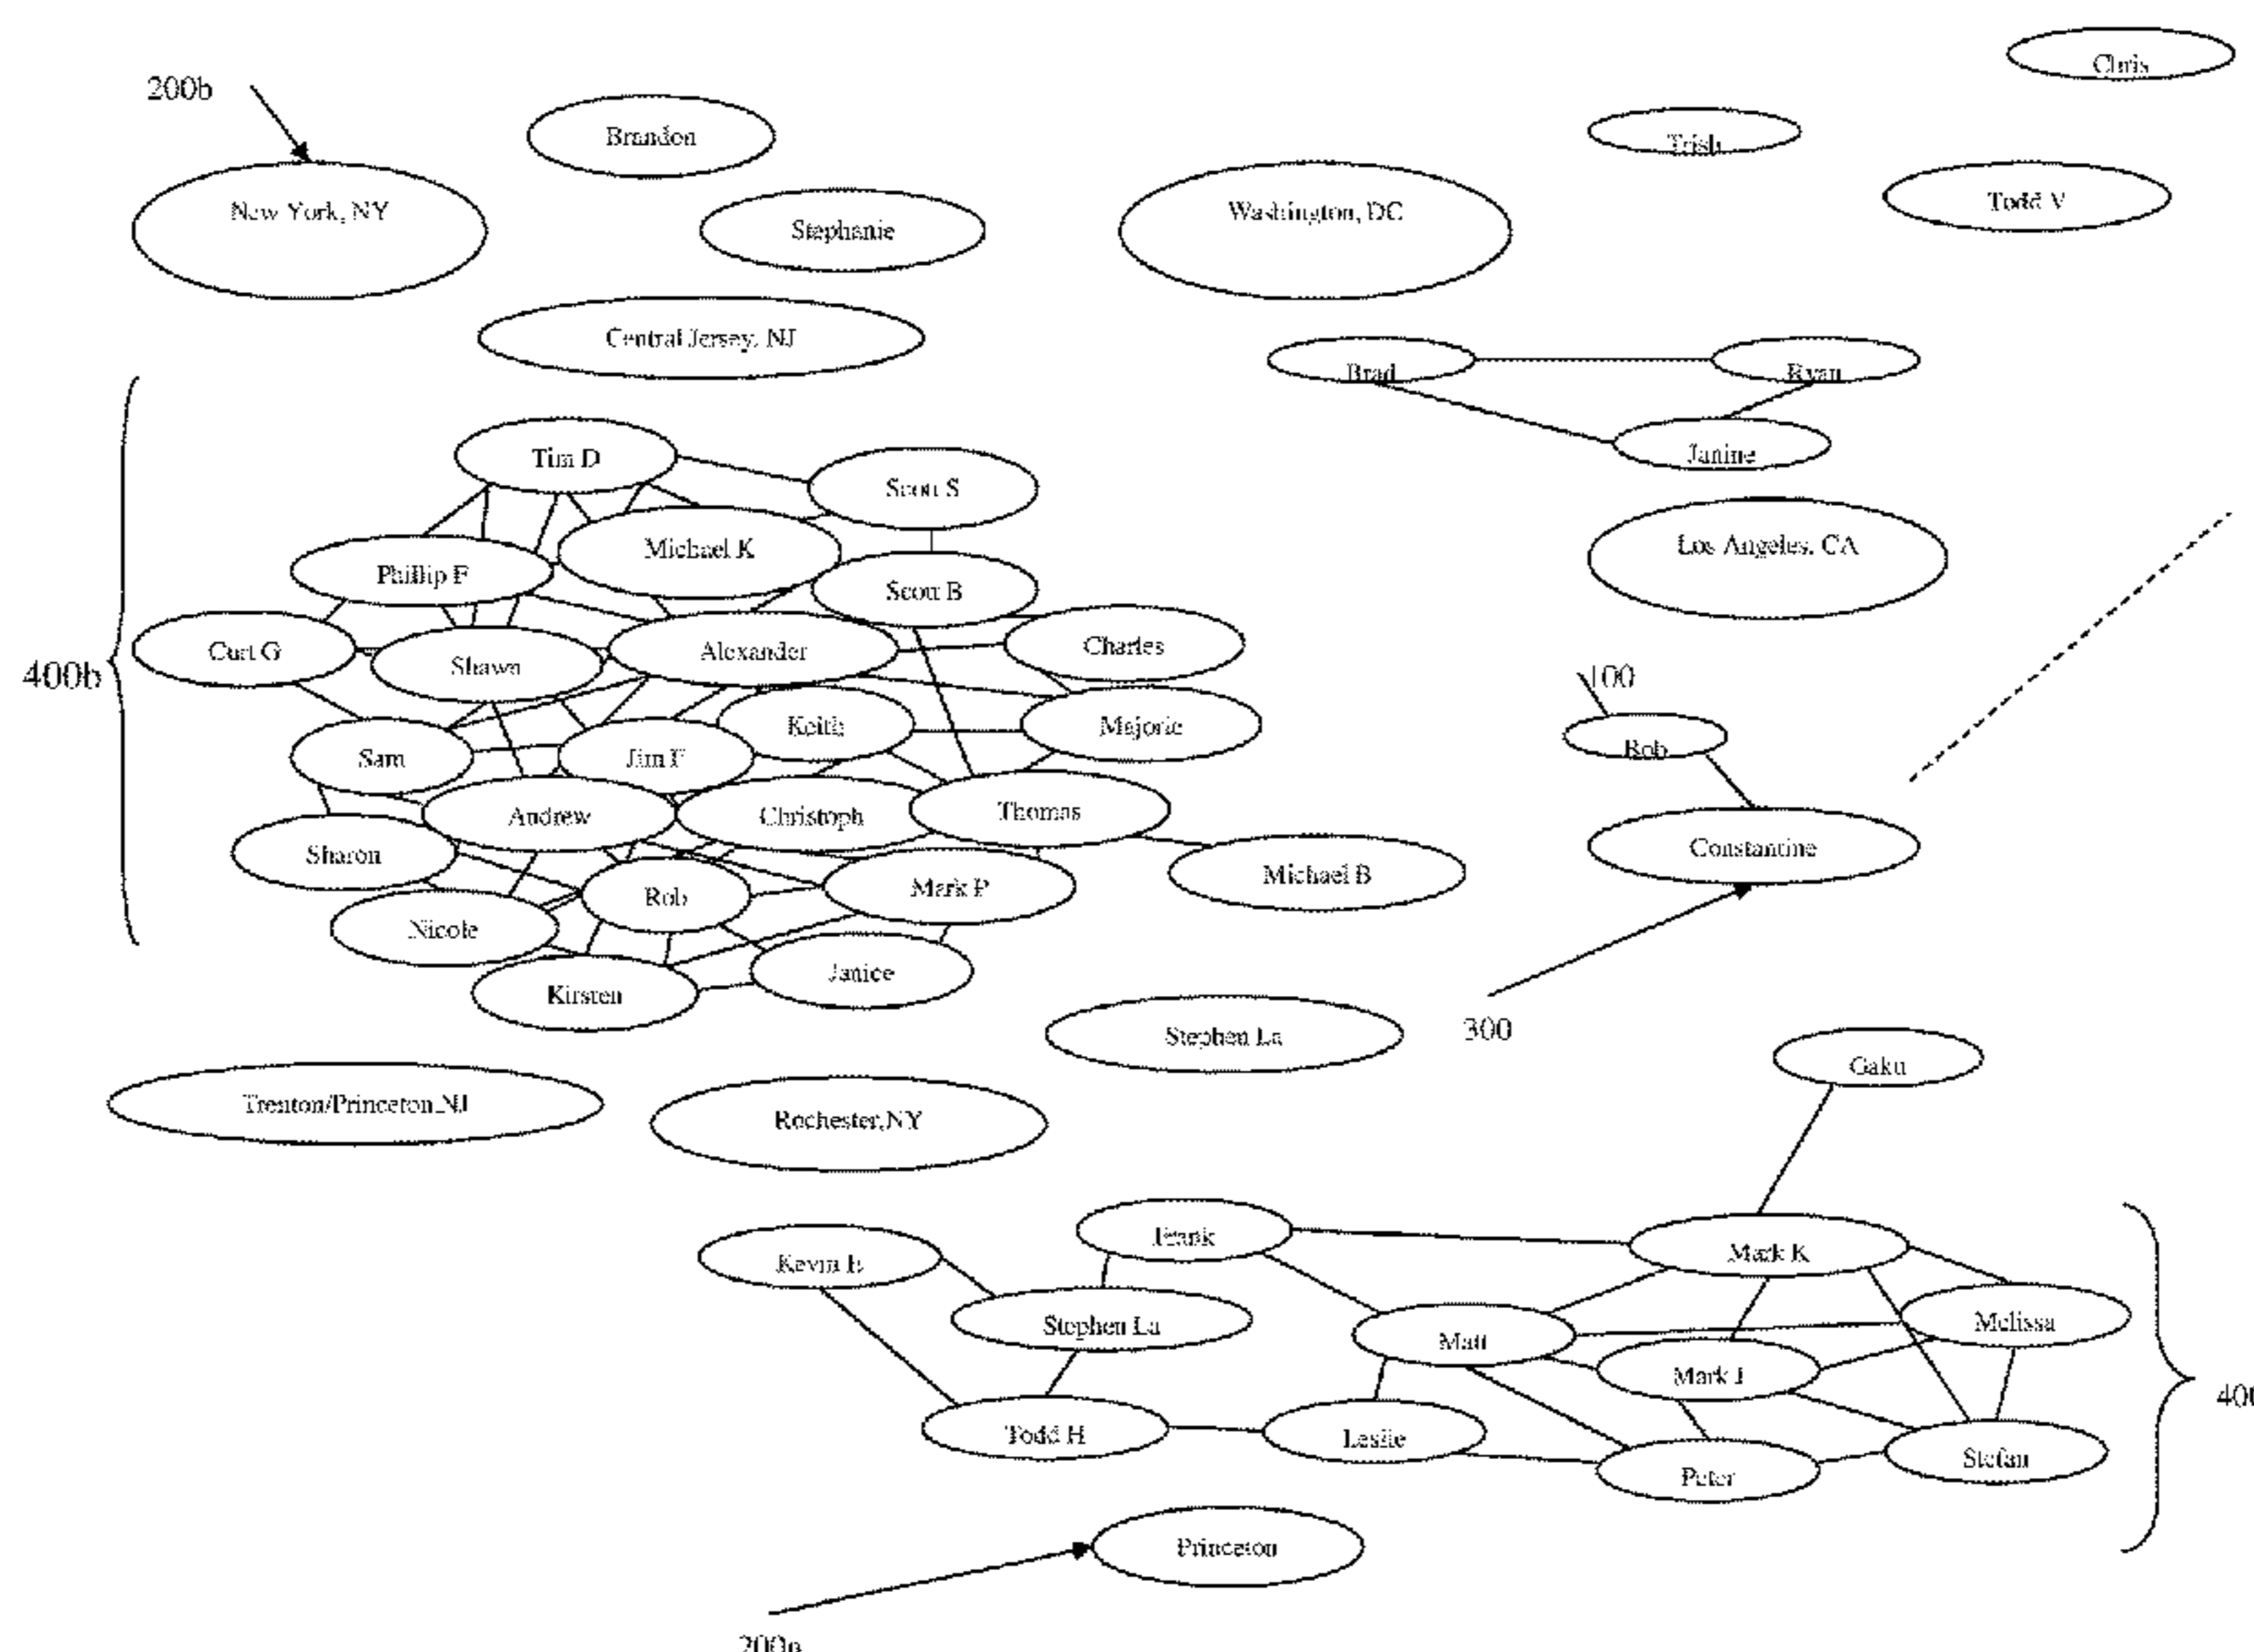 Chris
200b
Brandon
Trish
New York, NY
Stephanie
Washington, DC
Todd V
Central Jersey, NJ
Brad
Ryan
Janine
Tim D
Scott S
Michael K
Los Angeles, CA
Phillip F
Scott B
Curt G
Shawn
Alexander
Charles
400b
100
Keith
Majorie
Rob
Sam
Jim F
Andrew
Christoph
Thomas
Constantine
Sharon
Michael B
Rob
Mark P
Nicole
Janice
Kirsten
300
Stephen La
Gaku
Trenton/Princeton,NJ
Rochester,NY
Frank
Mark K
Kevin
Stephen La
Matt
Melissa
Mark J
400
Todd H
Leslie
Stefan
Peter
Princeton
200a